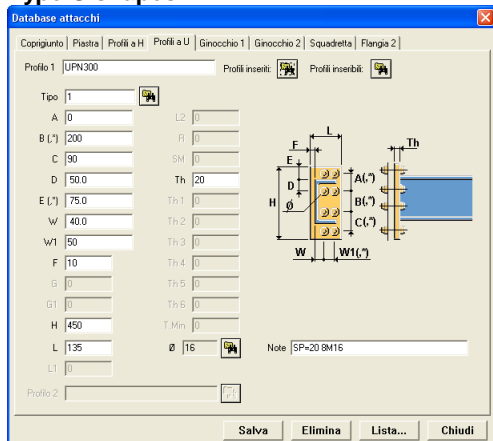 Database attacchi
Coprigiunto Piastra Profili a H Profili a U Ginocchio 1 Ginocchio 2 Squadretta Flangia 2
Profilo 1 UPN300 Profili inseriti: Profili inseribili:
Tipo 1
A 0 L2 0
B (,") 200 R 0
C 90 SM 0
D 50.0 Th 20
E (,") 75.0 Th 1 0
W 40.0 Th 2 0
W1 50 Th 3 0
F 10 Th 4 0
G 0 Th 5 0
G1 0 Th 6 0
H 450 T.Min 0
L 135 Ø 16 Note SP=20 8M16
L1 0
Profilo 2
L
F Th
E
D A(,")
H B(,")
Ø C(,")
W W1(,")
Salva Elimina Lista... Chiudi